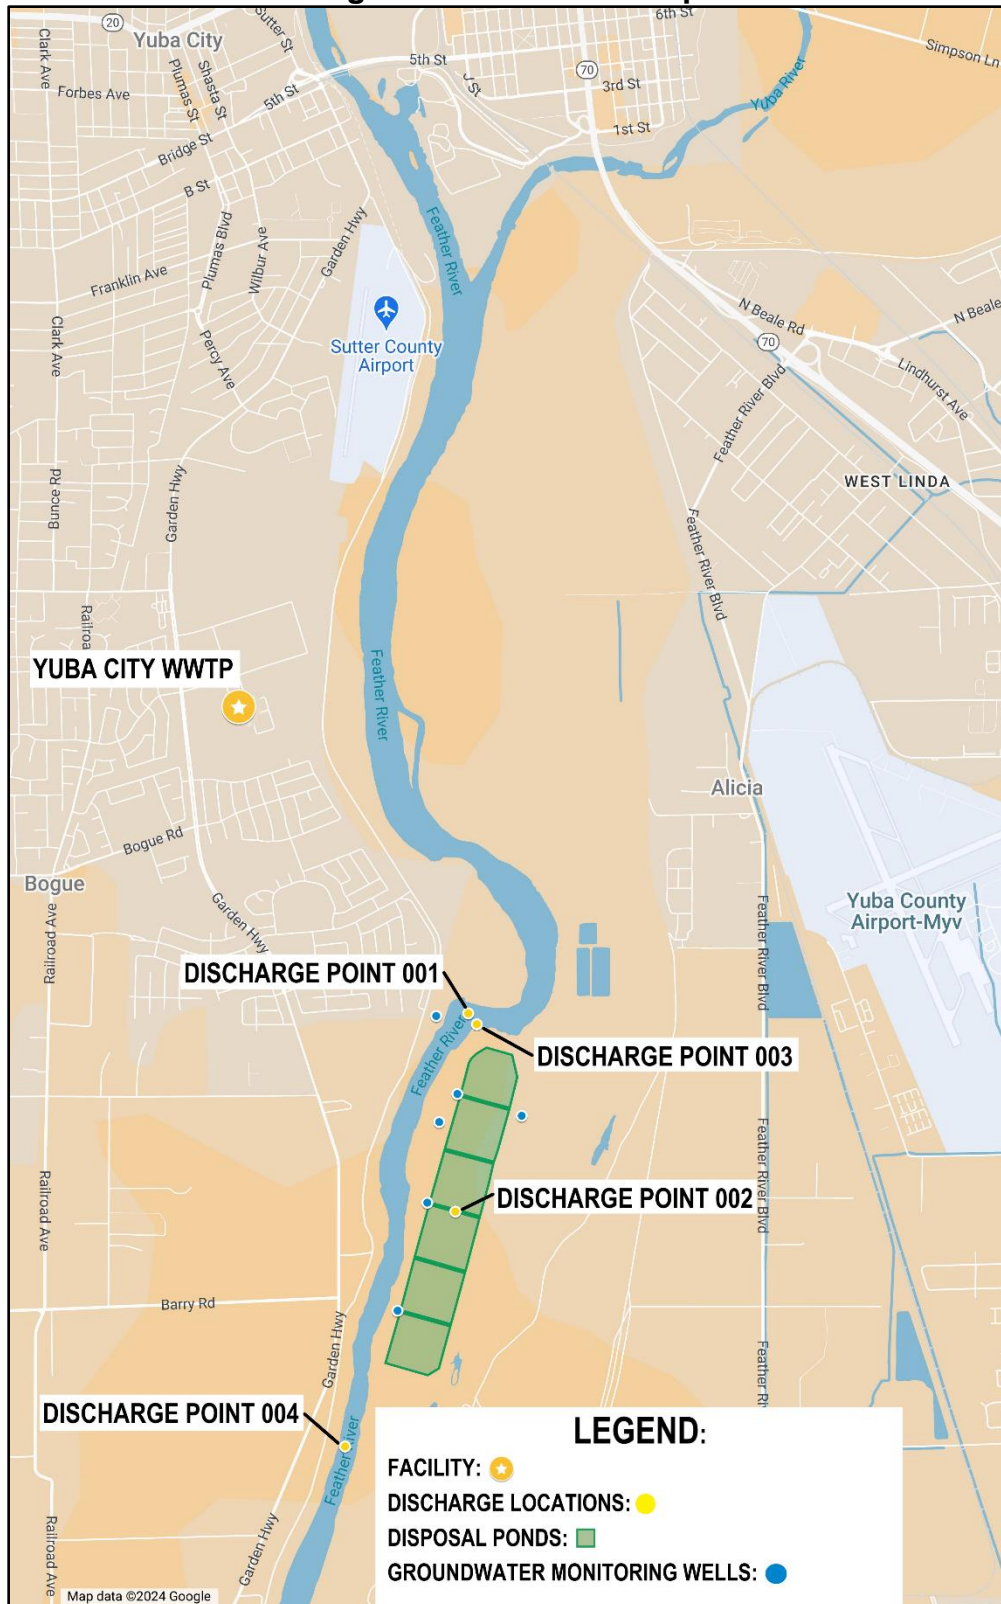 6th St
Sutter St
Yuba City
20
5th St
Simpson Ln
Clark Ave
Plumas St
Shasta St
70
J St
3rd St
Forbes Ave
5th St
Yuba River
1st St
Bridge St
B St
Feather River
Garden Hwy
Plumas Blvd
Wilbur Ave
Franklin Ave
N Beale Rd
N Beale
Sutter County
Airport
Clark Ave
Percy Ave
70
Lindhurst Ave
Feather River Blvd
WEST LINDA
Bunce Rd
Garden Hwy
Feather River Blvd
Railroa
YUBA CITY WWTP
Feather River
Alicia
Bogue Rd
Bogue
Yuba County
Airport-Myv
Garden Hwy
Railroad Ave
Feather River Blvd
DISCHARGE POINT 001
Feather River
DISCHARGE POINT 003
Feather River Blvd
DISCHARGE POINT 002
Railroad Ave
Barry Rd
Garden Hwy
Feather Ri
DISCHARGE POINT 004
Feather River
LEGEND:
FACILITY:
DISCHARGE LOCATIONS:
DISPOSAL PONDS:
GROUNDWATER MONITORING WELLS:
Garden Hwy
Railroad Ave
Map data ©2024 Google